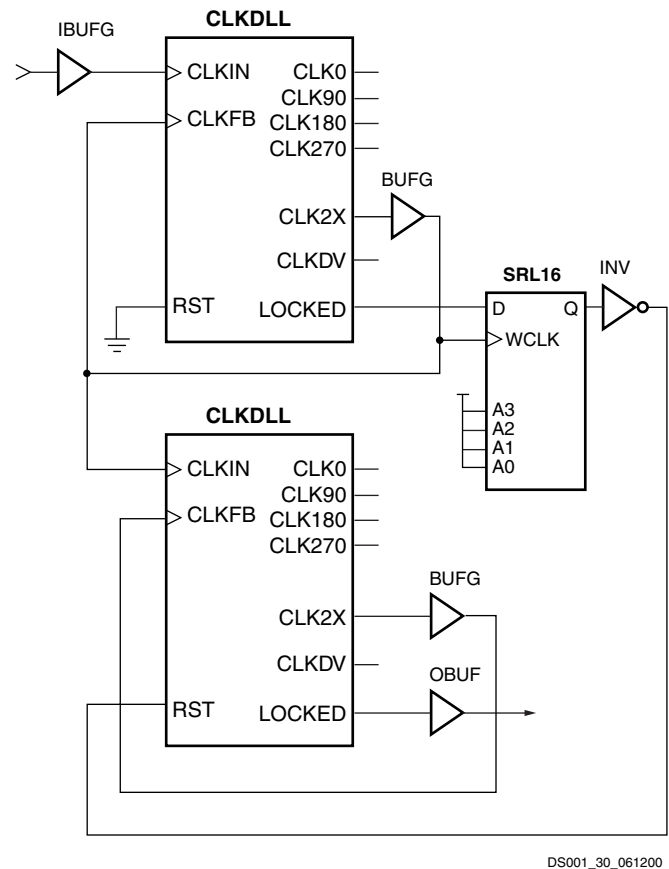 CLKDLL
IBUFG
CLKIN
CLKFB
RST
CLK0
CLK90
CLK180
CLK270
CLK2X
CLKDV
LOCKED
BUFG
SRL16
D
Q
WCLK
A3
A2
A1
A0
INV
CLKDLL
CLKIN
CLKFB
RST
CLK0
CLK90
CLK180
CLK270
CLK2X
CLKDV
LOCKED
BUFG
OBUF
DS001_30_061200